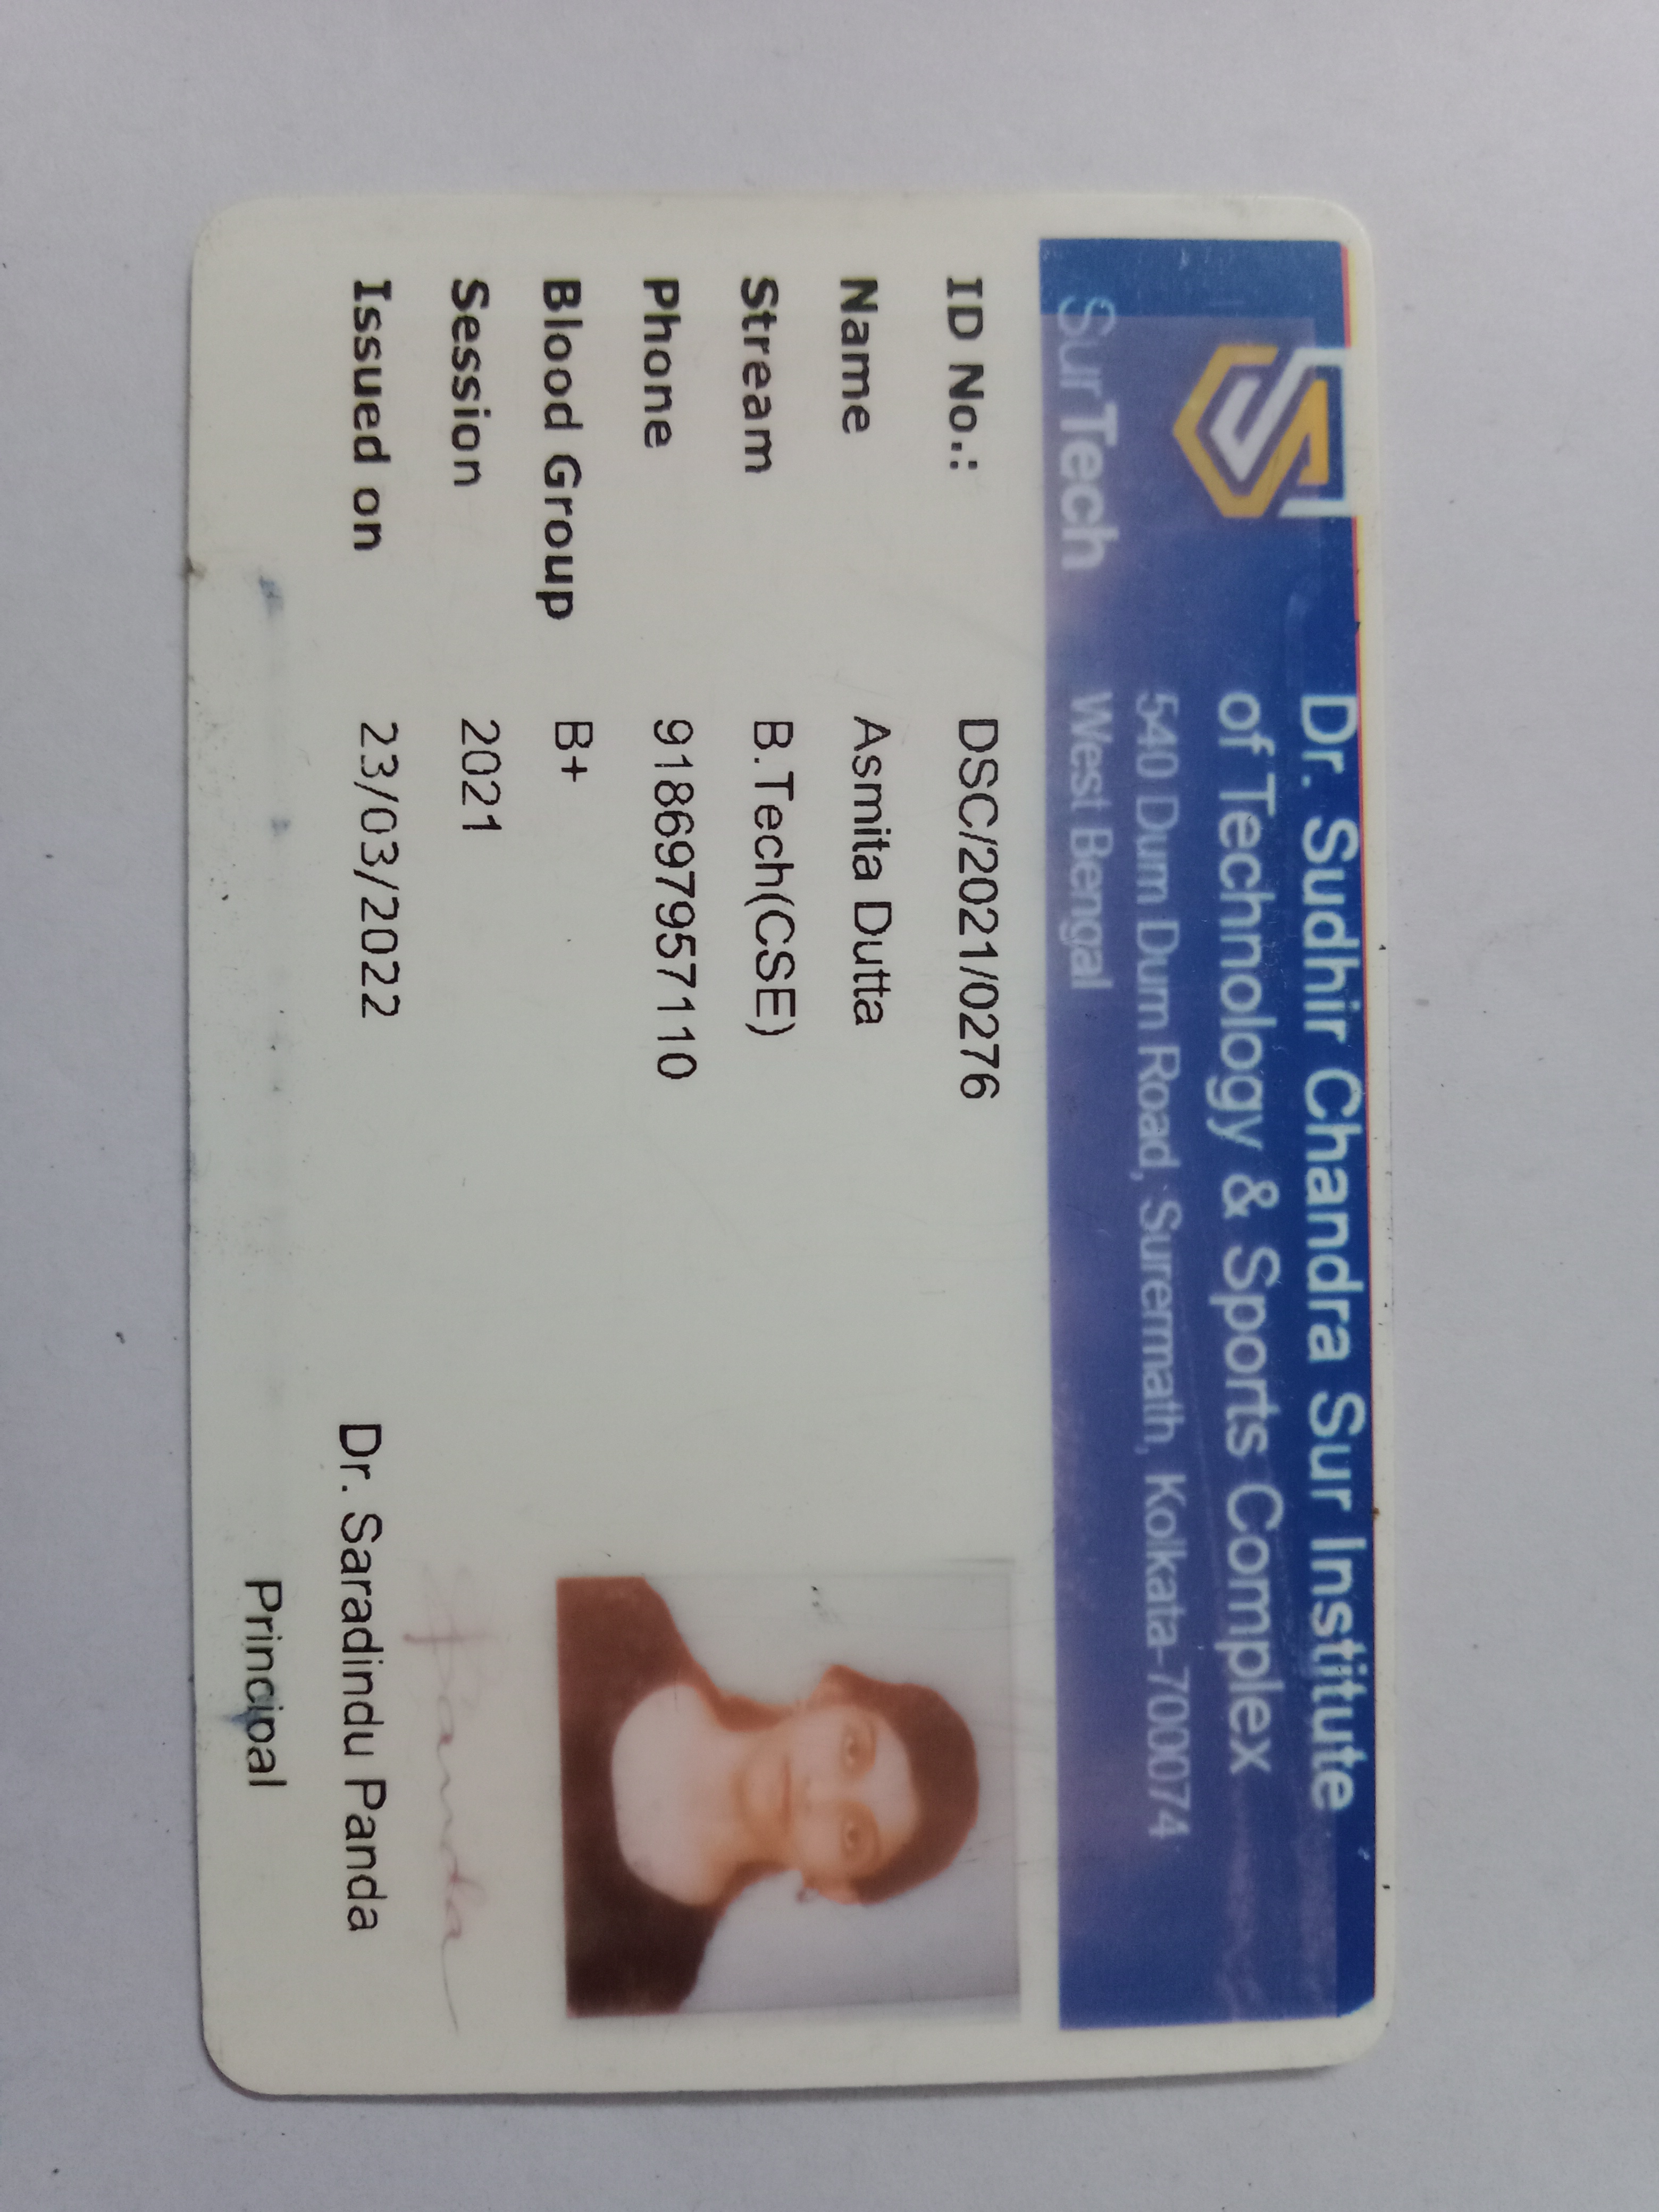 Dr. Sudhir Chandra Sur Institute
of Technology & Sports Complex
540 Dum Dum Road, Surermath, Kolkata-700074
West Bengal
SurTech
ID No.: DSC/2021/0276
Name Asmita Dutta
Stream B.Tech(CSE)
Phone 918697957110
Blood Group B+
Session 2021
Issued on 23/03/2022
Panda
Dr. Saradindu Panda
Principal